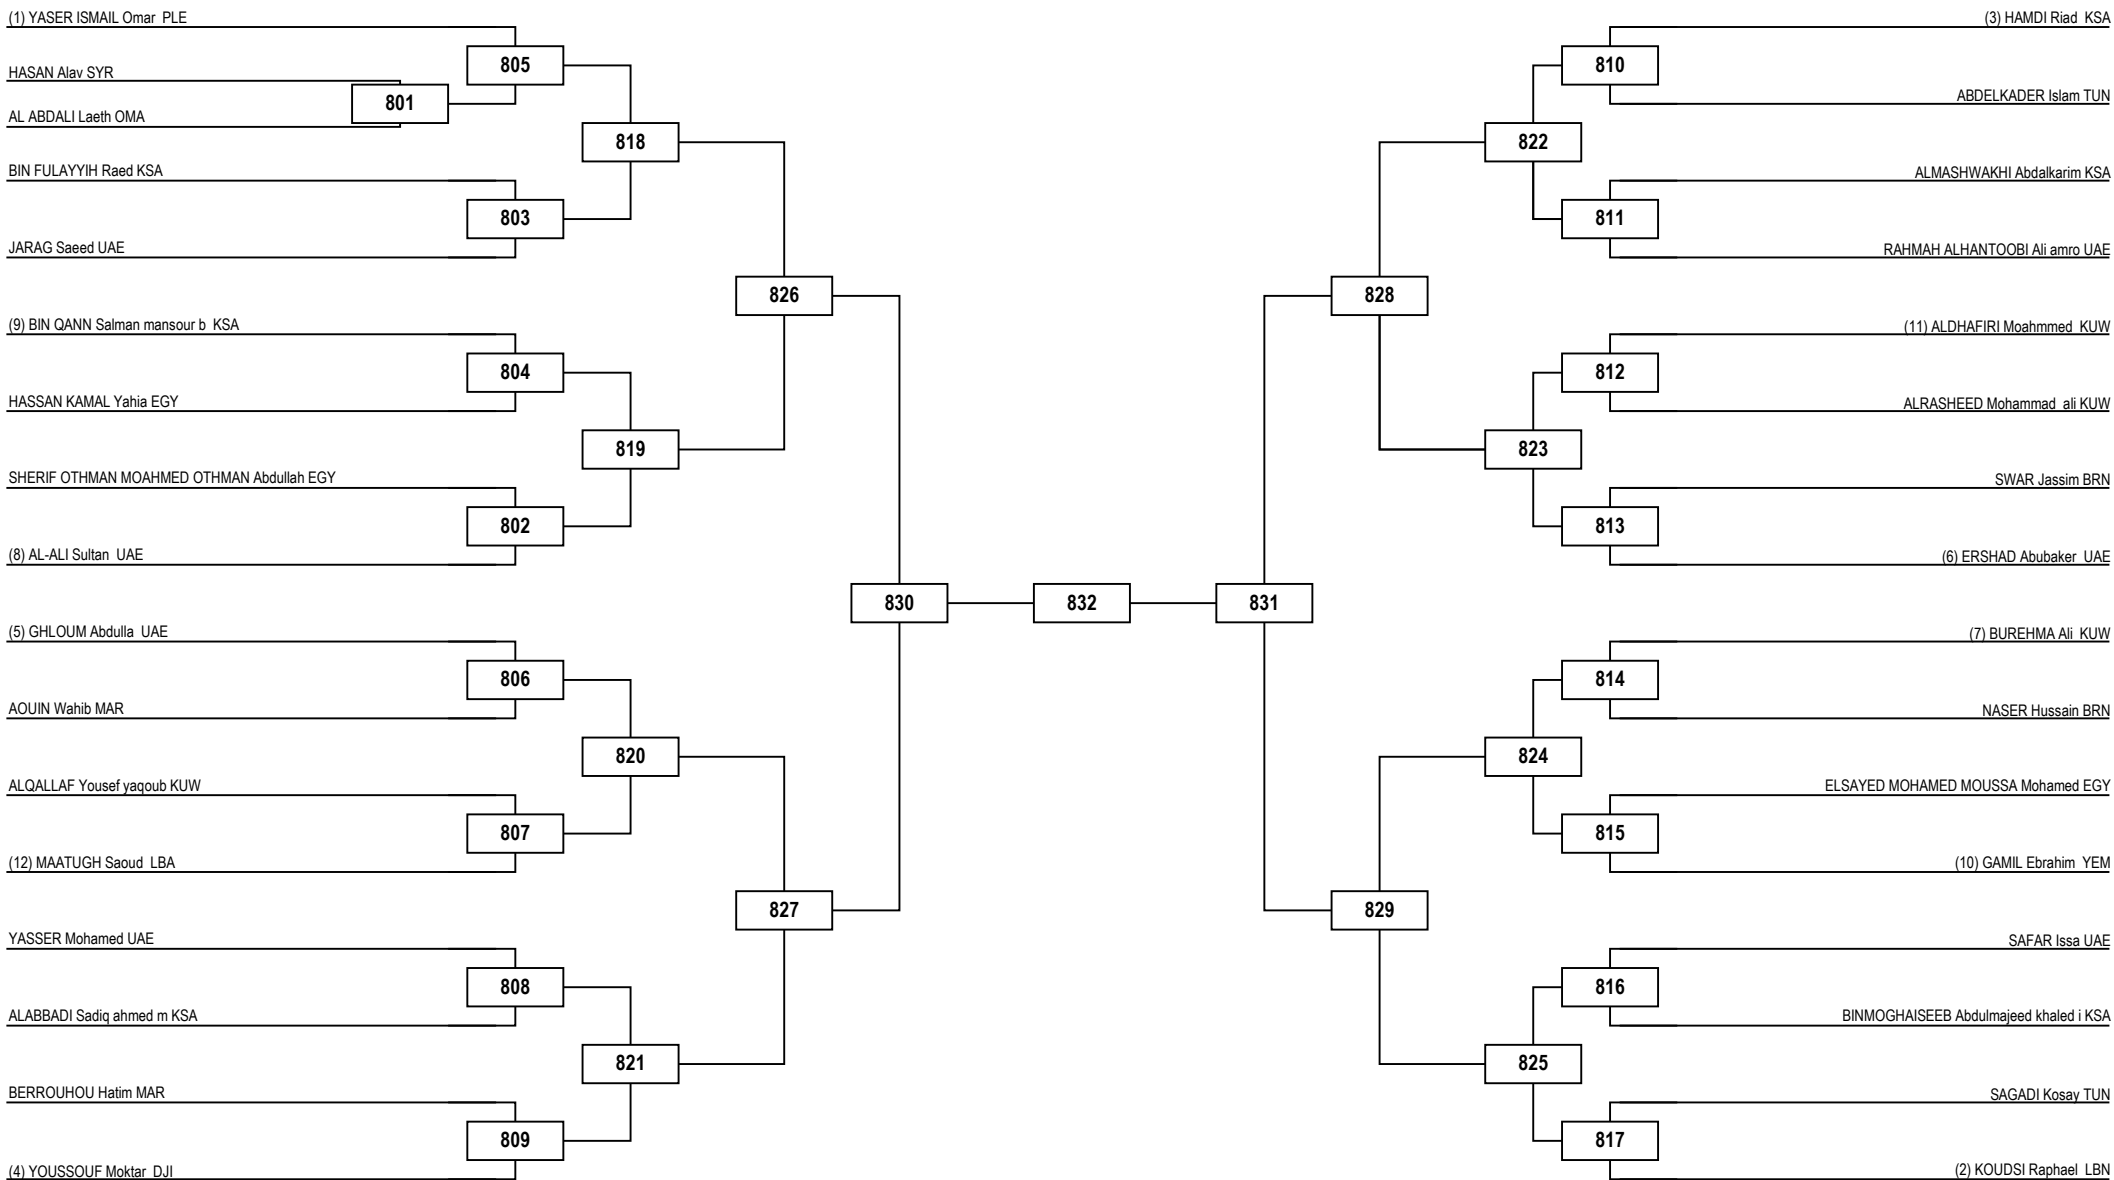 (1) YASER ISMAIL Omar  PLE
HASAN Alav SYR
AL ABDALI Laeth OMA
BIN FULAYYIH Raed KSA
JARAG Saeed UAE
(9) BIN QANN Salman mansour b  KSA
HASSAN KAMAL Yahia EGY
SHERIF OTHMAN MOAHMED OTHMAN Abdullah EGY
(8) AL-ALI Sultan  UAE
(5) GHLOUM Abdulla  UAE
AOUIN Wahib MAR
ALQALLAF Yousef yaqoub KUW
(12) MAATUGH Saoud  LBA
YASSER Mohamed UAE
ALABBADI Sadiq ahmed m KSA
BERROUHOU Hatim MAR
(4) YOUSSOUF Moktar  DJI
801
805
803
804
802
806
807
808
809
818
819
820
821
826
827
830
832
831
828
829
822
823
824
825
810
811
812
813
814
815
816
817
(3) HAMDI Riad  KSA
ABDELKADER Islam TUN
ALMASHWAKHI Abdalkarim KSA
RAHMAH ALHANTOOBI Ali amro UAE
(11) ALDHAFIRI Moahmmed  KUW
ALRASHEED Mohammad  ali KUW
SWAR Jassim BRN
(6) ERSHAD Abubaker  UAE
(7) BUREHMA Ali  KUW
NASER Hussain BRN
ELSAYED MOHAMED MOUSSA Mohamed EGY
(10) GAMIL Ebrahim  YEM
SAFAR Issa UAE
BINMOGHAISEEB Abdulmajeed khaled i KSA
SAGADI Kosay TUN
(2) KOUDSI Raphael  LBN